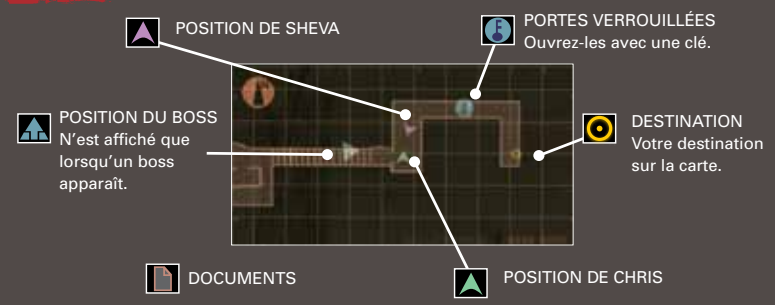 POSITION DE SHEVA
PORTES VERROUILLÉES
Ouvrez-les avec une clé.
POSITION DU BOSS
N'est affiché que
lorsqu'un boss
apparaît.
DESTINATION
Votre destination
sur la carte.
DOCUMENTS
POSITION DE CHRIS